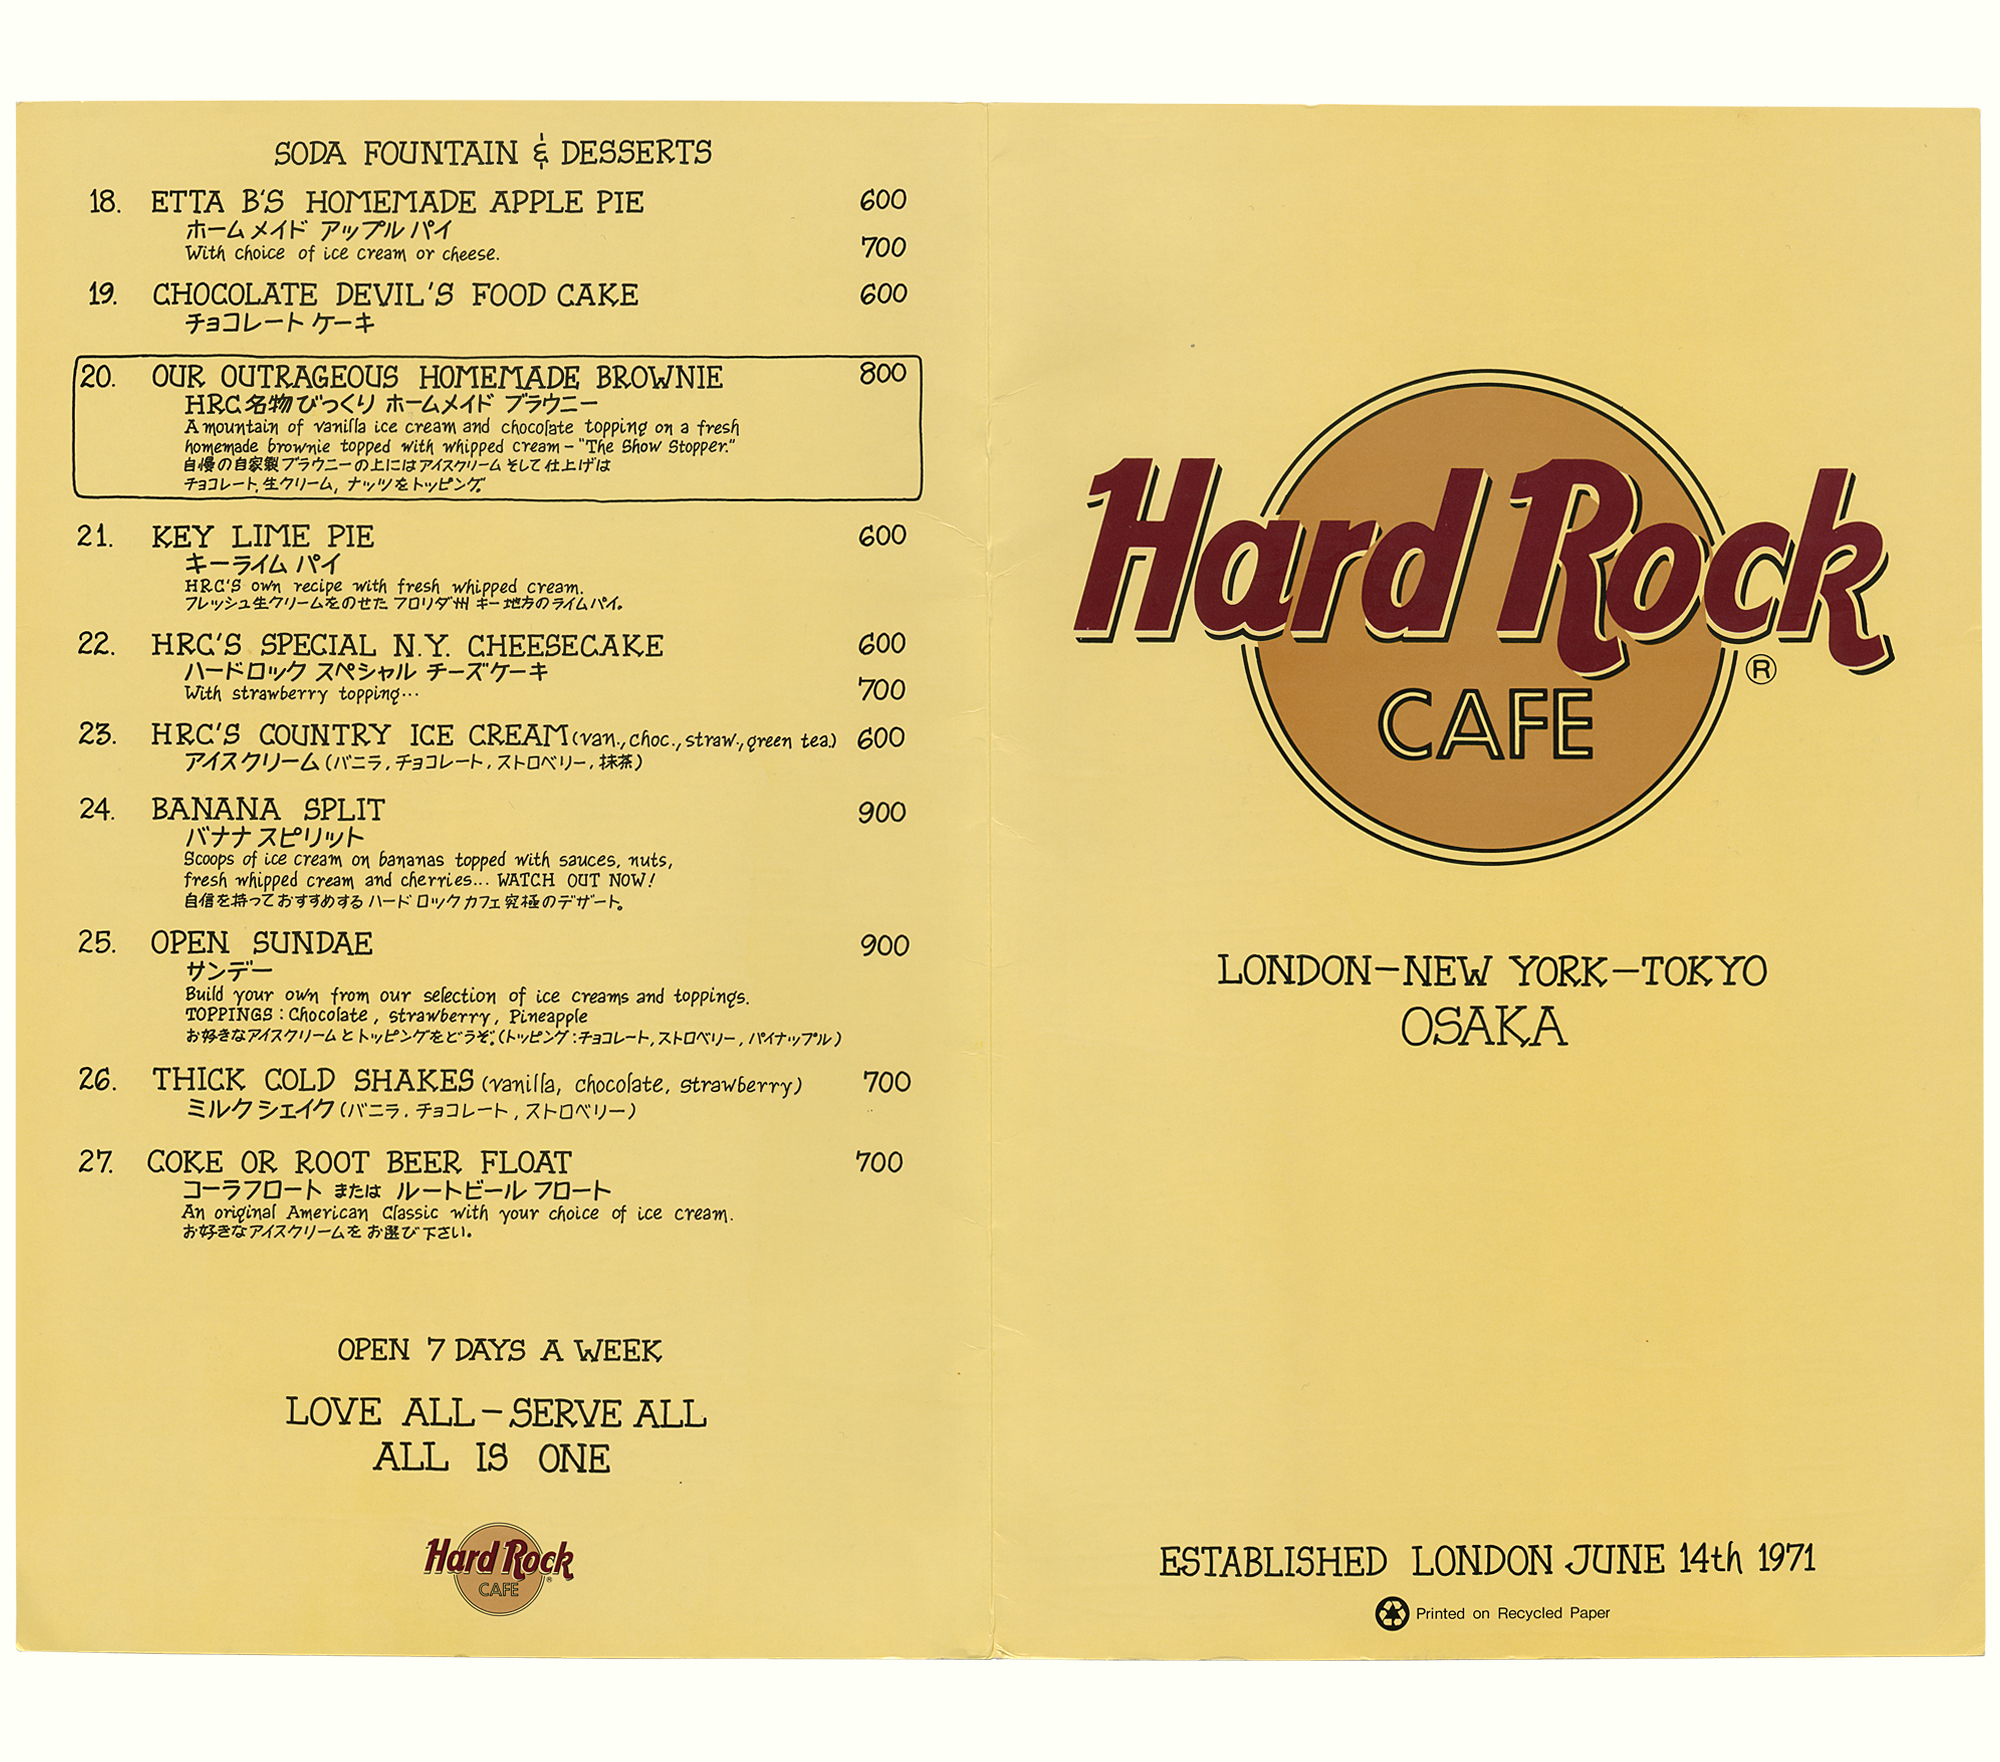 SODA FOUNTAIN & DESSERTS
18. ETTA B'S HOMEMADE APPLE PIE 600
ホームメイド アップルパイ
With choice of ice cream or cheese. 700
19. CHOCOLATE DEVIL'S FOOD CAKE 600
チョコレート ケーキ
20. OUR OUTRAGEOUS HOMEMADE BROWNIE 800
HRC名物びっくり ホームメイド ブラウニー
A mountain of vanilla ice cream and chocolate topping on a fresh
homemade brownie topped with whipped cream – "The Show Stopper."
自慢の自家製ブラウニーの上にはアイスクリーム そして仕上げは
チョコレート, 生クリーム, ナッツをトッピング。
21. KEY LIME PIE 600
キーライム パイ
HRC'S own recipe with fresh whipped cream.
フレッシュ生クリームをのせた フロリダ州 キー地方のライムパイ。
22. HRC'S SPECIAL N.Y. CHEESECAKE 600
ハードロック スペシャル チーズケーキ
With strawberry topping... 700
23. HRC'S COUNTRY ICE CREAM (van., choc., straw., green tea.) 600
アイスクリーム (バニラ, チョコレート, ストロベリー, 抹茶)
24. BANANA SPLIT 900
バナナ スピリット
Scoops of ice cream on bananas topped with sauces, nuts,
fresh whipped cream and cherries... WATCH OUT NOW!
自信を持っておすすめする ハードロックカフェ究極のデザート。
25. OPEN SUNDAE 900
サンデー
Build your own from our selection of ice creams and toppings.
TOPPINGS : Chocolate, strawberry, Pineapple
お好きなアイスクリームとトッピングをどうぞ。(トッピング:チョコレート, ストロベリー, パイナップル)
26. THICK COLD SHAKES (vanilla, chocolate, strawberry) 700
ミルクシェイク (バニラ, チョコレート, ストロベリー)
27. COKE OR ROOT BEER FLOAT 700
コーラフロート または ルートビール フロート
An original American Classic with your choice of ice cream.
お好きなアイスクリームを お選び下さい。
OPEN 7 DAYS A WEEK
LOVE ALL – SERVE ALL
ALL IS ONE
Hard Rock
CAFE
®
Hard Rock
®
CAFE
LONDON – NEW YORK – TOKYO
OSAKA
ESTABLISHED LONDON JUNE 14th 1971
Printed on Recycled Paper